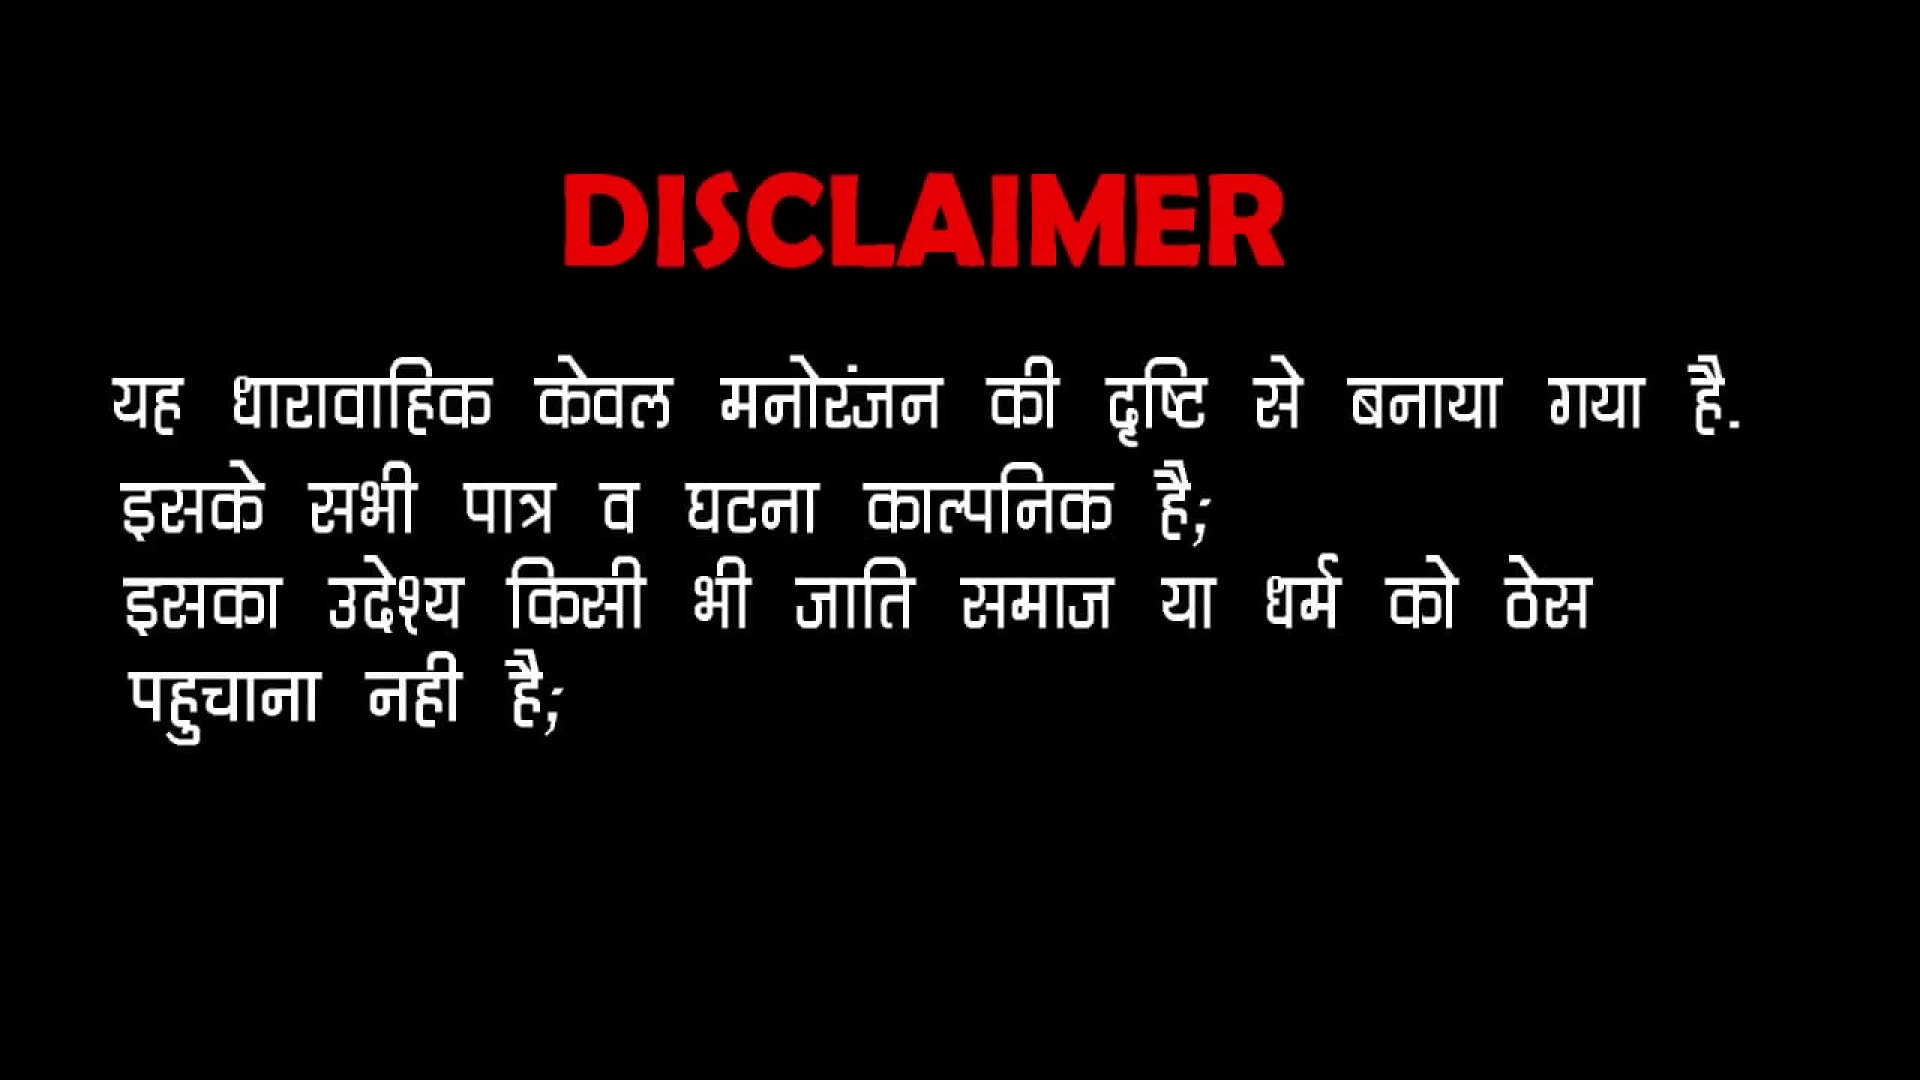 DISCLAIMER
यह धारावाहिक केवल मनोरंजन की दृष्टि से बनाया गया है.
इसके सभी पात्र व घटना काल्पनिक है;
इसका उदेश्य किसी भी जाति समाज या धर्म को ठेस
पहुचाना नही है;